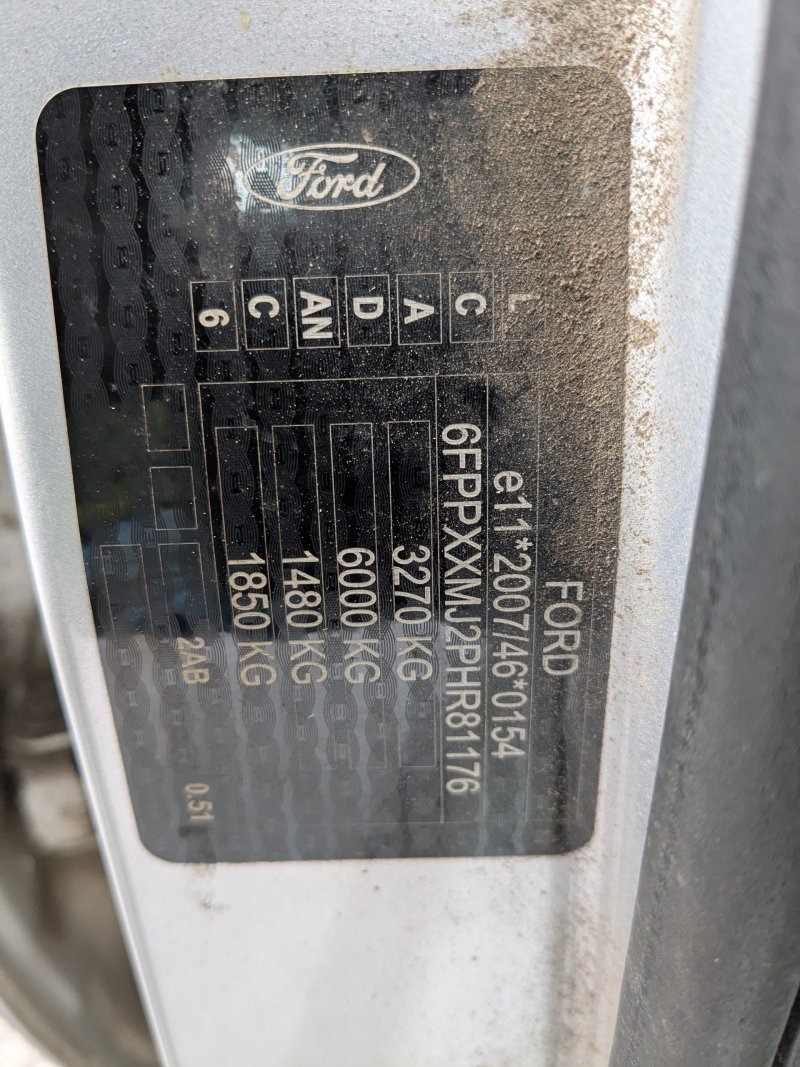 Ford
FORD
e11*2007/46*0154
6FPPXXMJ2PHR81176
3270 KG
6000 KG
1480 KG
1850 KG
L
C
A
D
AN
C
6
2AB
0.51